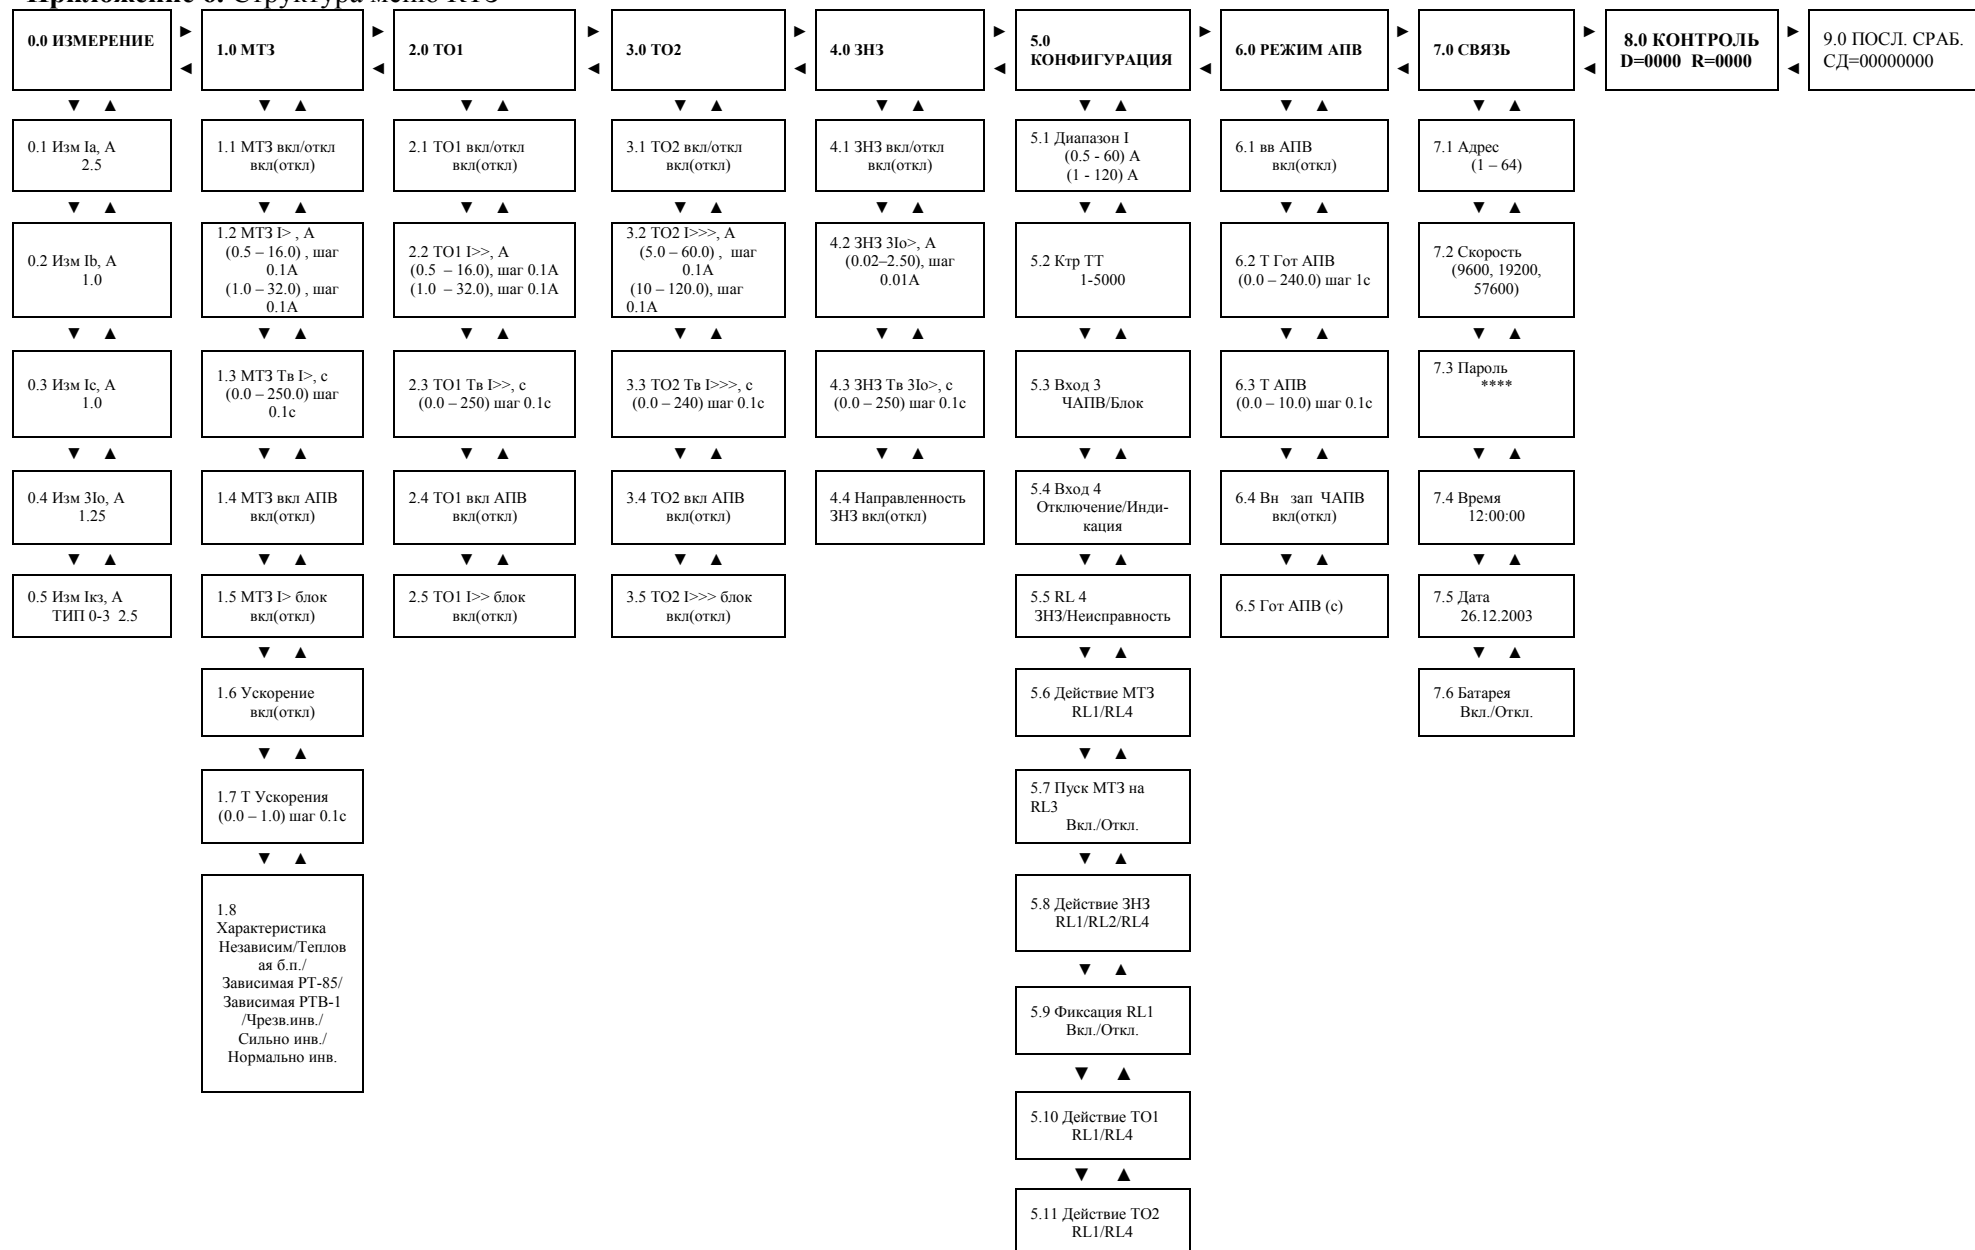 Приложение 6. Структура меню РТЗ
0.0 ИЗМЕРЕНИЕ
1.0 МТЗ
2.0 ТО1
3.0 ТО2
4.0 ЗНЗ
5.0
КОНФИГУРАЦИЯ
6.0 РЕЖИМ АПВ
7.0 СВЯЗЬ
8.0 КОНТРОЛЬ
D=0000 R=0000
9.0 ПОСЛ. СРАБ.
СД=00000000
0.1 Изм Ia, А
2.5
0.2 Изм Ib, А
1.0
0.3 Изм Ic, А
1.0
0.4 Изм 3Io, А
1.25
0.5 Изм Iкз, А
ТИП 0-3 2.5
1.1 МТЗ вкл/откл
вкл(откл)
1.2 МТЗ I> , А
(0.5 – 16.0) , шаг
0.1А
(1.0 – 32.0) , шаг
0.1А
1.3 МТЗ Тв I>, с
(0.0 – 250.0) шаг
0.1с
1.4 МТЗ вкл АПВ
вкл(откл)
1.5 МТЗ I> блок
вкл(откл)
1.6 Ускорение
вкл(откл)
1.7 Т Ускорения
(0.0 – 1.0) шаг 0.1с
1.8
Характеристика
Независим/Теплов
ая б.п./
Зависимая РТ-85/
Зависимая РТВ-1
/Чрезв.инв./
Сильно инв./
Нормально инв.
2.1 ТО1 вкл/откл
вкл(откл)
2.2 ТО1 I>>, А
(0.5 – 16.0), шаг 0.1А
(1.0 – 32.0), шаг 0.1А
2.3 ТО1 Тв I>>, с
(0.0 – 250) шаг 0.1с
2.4 ТО1 вкл АПВ
вкл(откл)
2.5 ТО1 I>> блок
вкл(откл)
3.1 ТО2 вкл/откл
вкл(откл)
3.2 ТО2 I>>>, А
(5.0 – 60.0) , шаг
0.1А
(10 – 120.0), шаг
0.1А
3.3 ТО2 Тв I>>>, с
(0.0 – 240) шаг 0.1с
3.4 ТО2 вкл АПВ
вкл(откл)
3.5 ТО2 I>>> блок
вкл(откл)
4.1 ЗНЗ вкл/откл
вкл(откл)
4.2 ЗНЗ 3Io>, А
(0.02–2.50), шаг
0.01А
4.3 ЗНЗ Тв 3Io>, с
(0.0 – 250) шаг 0.1с
4.4 Направленность
ЗНЗ вкл(откл)
5.1 Диапазон I
(0.5 - 60) А
(1 - 120) А
5.2 Ктр ТТ
1-5000
5.3 Вход 3
ЧАПВ/Блок
5.4 Вход 4
Отключение/Инди-
кация
5.5 RL 4
ЗНЗ/Неисправность
5.6 Действие МТЗ
RL1/RL4
5.7 Пуск МТЗ на
RL3
Вкл./Откл.
5.8 Действие ЗНЗ
RL1/RL2/RL4
5.9 Фиксация RL1
Вкл./Откл.
5.10 Действие ТО1
RL1/RL4
5.11 Действие ТО2
RL1/RL4
6.1 вв АПВ
вкл(откл)
6.2 Т Гот АПВ
(0.0 – 240.0) шаг 1с
6.3 Т АПВ
(0.0 – 10.0) шаг 0.1с
6.4 Вн зап ЧАПВ
вкл(откл)
6.5 Гот АПВ (с)
7.1 Адрес
(1 – 64)
7.2 Скорость
(9600, 19200,
57600)
7.3 Пароль
****
7.4 Время
12:00:00
7.5 Дата
26.12.2003
7.6 Батарея
Вкл./Откл.